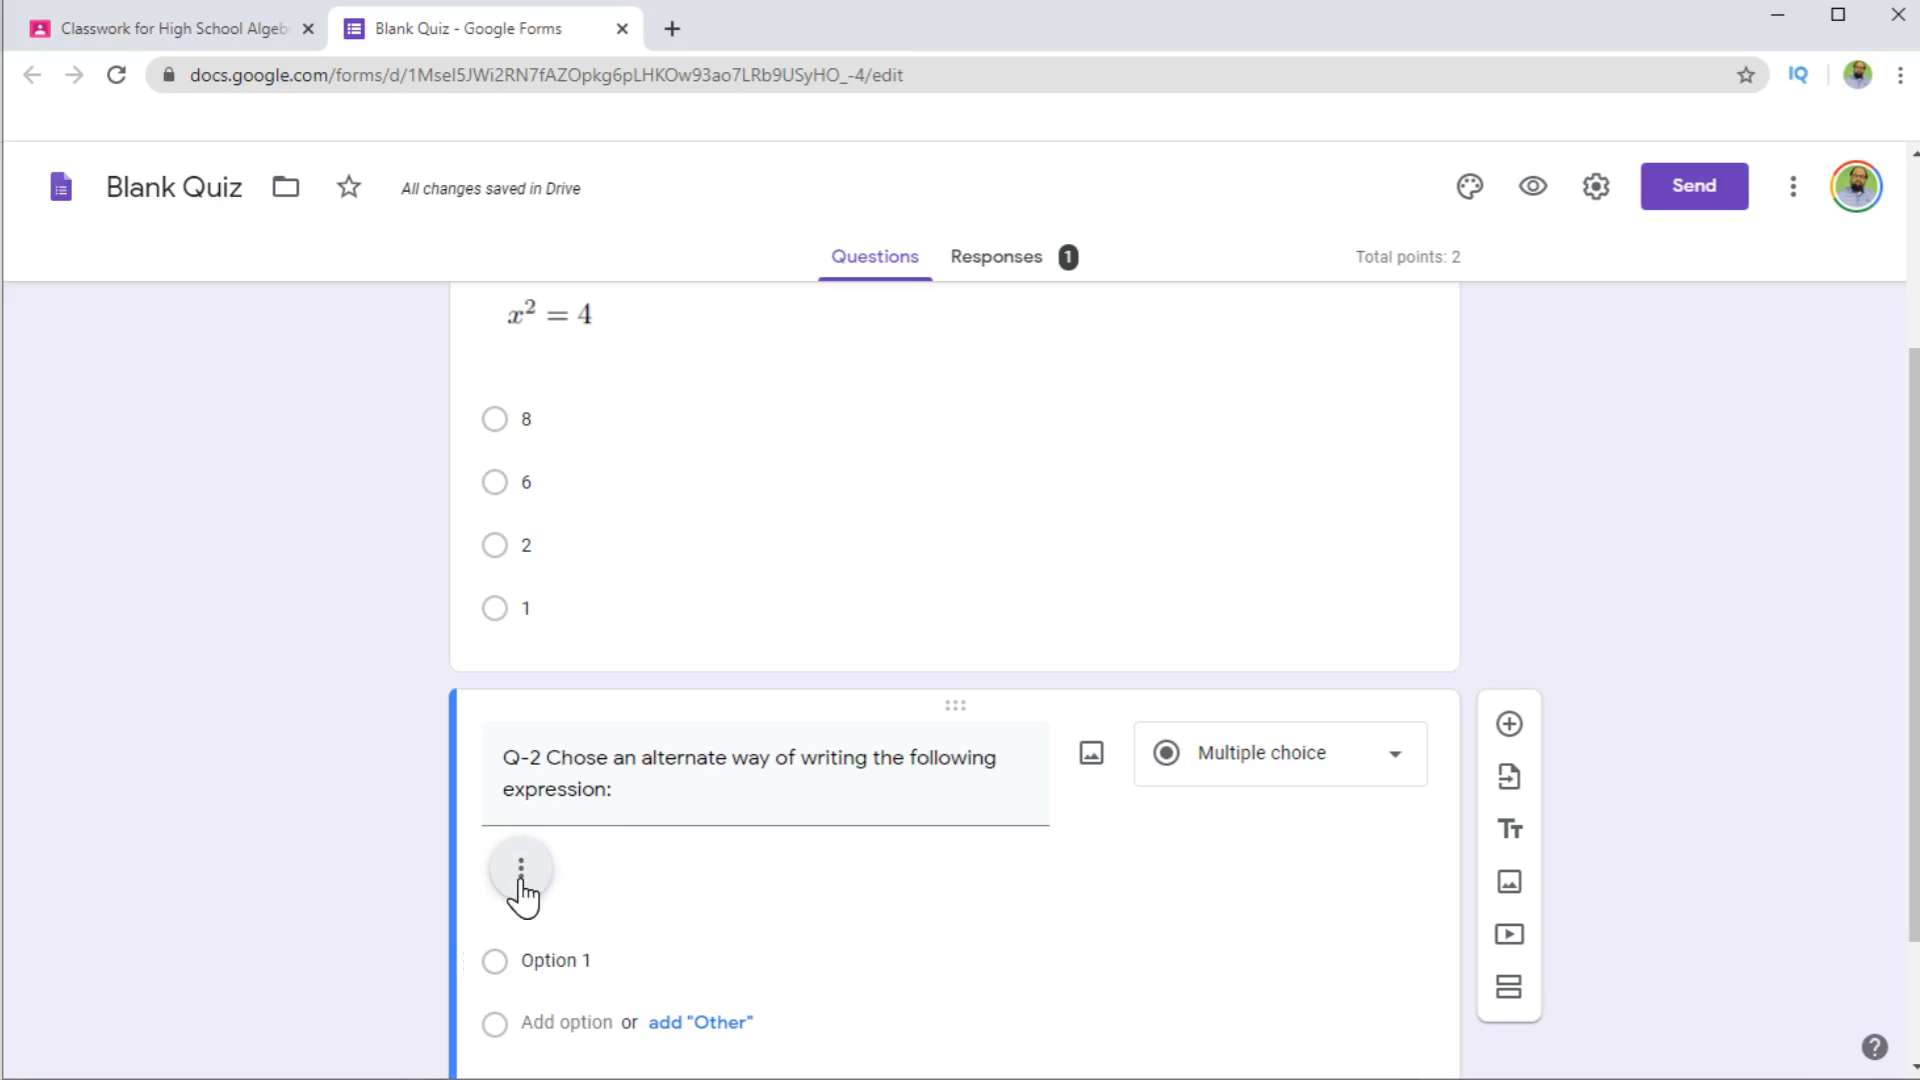 Classwork for High School Algeb
Blank Quiz - Google Forms
docs.google.com/forms/d/1MseI5JWi2RN7fAZOpkg6pLHKOw93ao7LRb9USyHO_-4/edit
IQ
Blank Quiz
All changes saved in Drive
Send
Questions
Responses 1
Total points: 2
x² = 4
8
6
2
1
Q-2 Chose an alternate way of writing the following
expression:
Multiple choice
Tт
Option 1
Add option or add "Other"
?